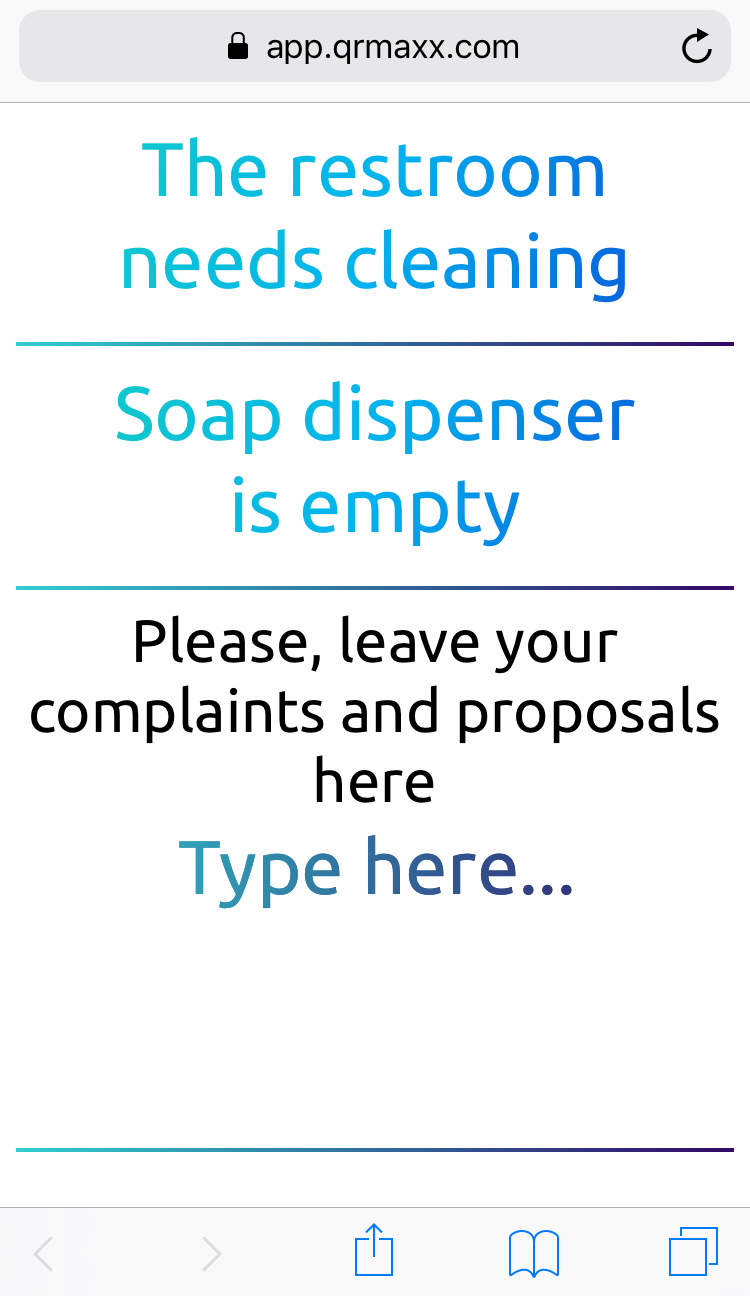 app.qrmaxx.com
The restroom
needs cleaning
Soap dispenser
is empty
Please, leave your
complaints and proposals
here
Type here...